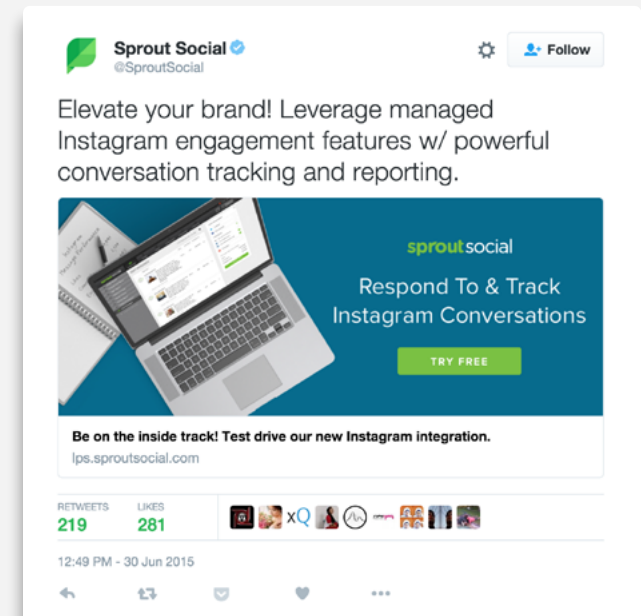 Sprout Social
@SproutSocial
Follow
Elevate your brand! Leverage managed
Instagram engagement features w/ powerful
conversation tracking and reporting.
sproutsocial
Respond To & Track
Instagram Conversations
TRY FREE
Be on the inside track! Test drive our new Instagram integration.
lps.sproutsocial.com
RETWEETS LIKES
219 281
xQ
12:49 PM - 30 Jun 2015